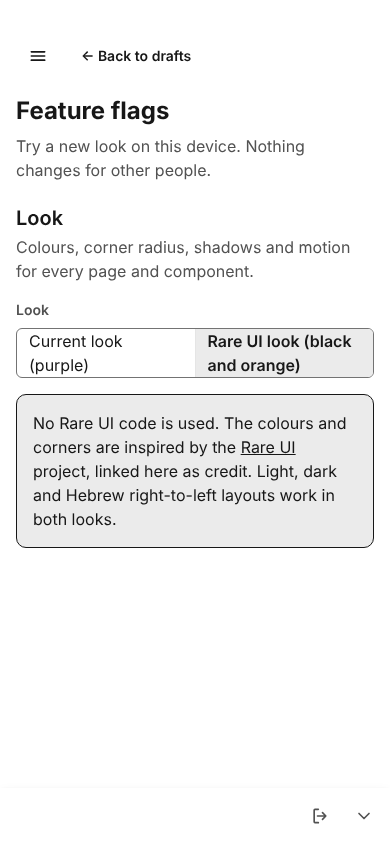 ← Back to drafts
Feature flags
Try a new look on this device. Nothing
changes for other people.
Look
Colours, corner radius, shadows and motion
for every page and component.
Look
Current look
(purple)
Rare UI look (black
and orange)
No Rare UI code is used. The colours and
corners are inspired by the Rare UI
project, linked here as credit. Light, dark
and Hebrew right-to-left layouts work in
both looks.